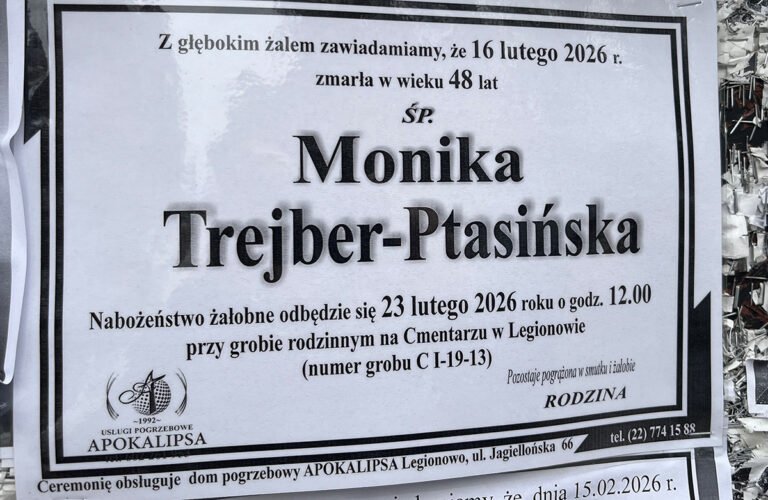 Z głębokim żalem zawiadamiamy, że 16 lutego 2026 r.
zmarła w wieku 48 lat
ŚP.
Monika
Trejber-Ptasińska
Nabożeństwo żałobne odbędzie się 23 lutego 2026 roku o godz. 12.00
przy grobie rodzinnym na Cmentarzu w Legionowie
(numer grobu C I-19-13)
Pozostaje pogrążona w smutku i żałobie
RODZINA
~1992~
USŁUGI POGRZEBOWE
APOKALIPSA
tel. (22) 774 15 88
Ceremonię obsługuje dom pogrzebowy APOKALIPSA Legionowo, ul. Jagiellońska 66
że dnia 15.02.2026 r.